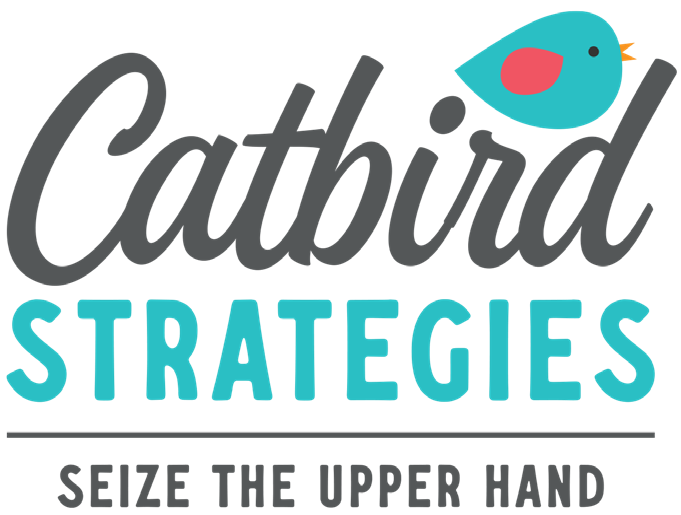 Catbird
STRATEGIES
SEIZE THE UPPER HAND